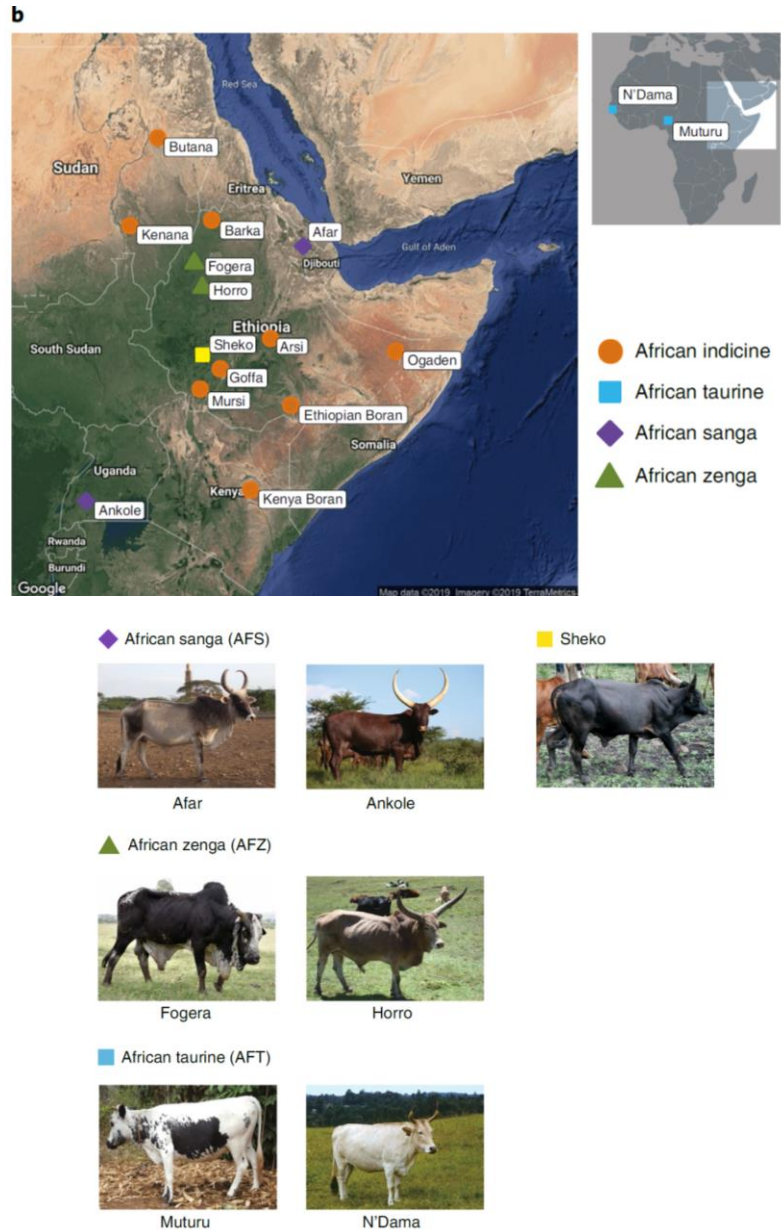 b
Red Sea
N'Dama
Muturu
Butana
Sudan
Eritrea
Yemen
Kenana
Barka
Afar
Gulf of Aden
Djibouti
Fogera
Horro
Ethiopia
South Sudan
Sheko
Arsi
Ogaden
Goffa
Mursi
Ethiopian Boran
Somalia
Uganda
Kenya
Kenya Boran
Ankole
Rwanda
Burundi
Google
Map data ©2019 Imagery ©2019 TerraMetrics
African indicine
African taurine
African sanga
African zenga
African sanga (AFS)
Sheko
Afar
Ankole
African zenga (AFZ)
Fogera
Horro
African taurine (AFT)
Muturu
N'Dama